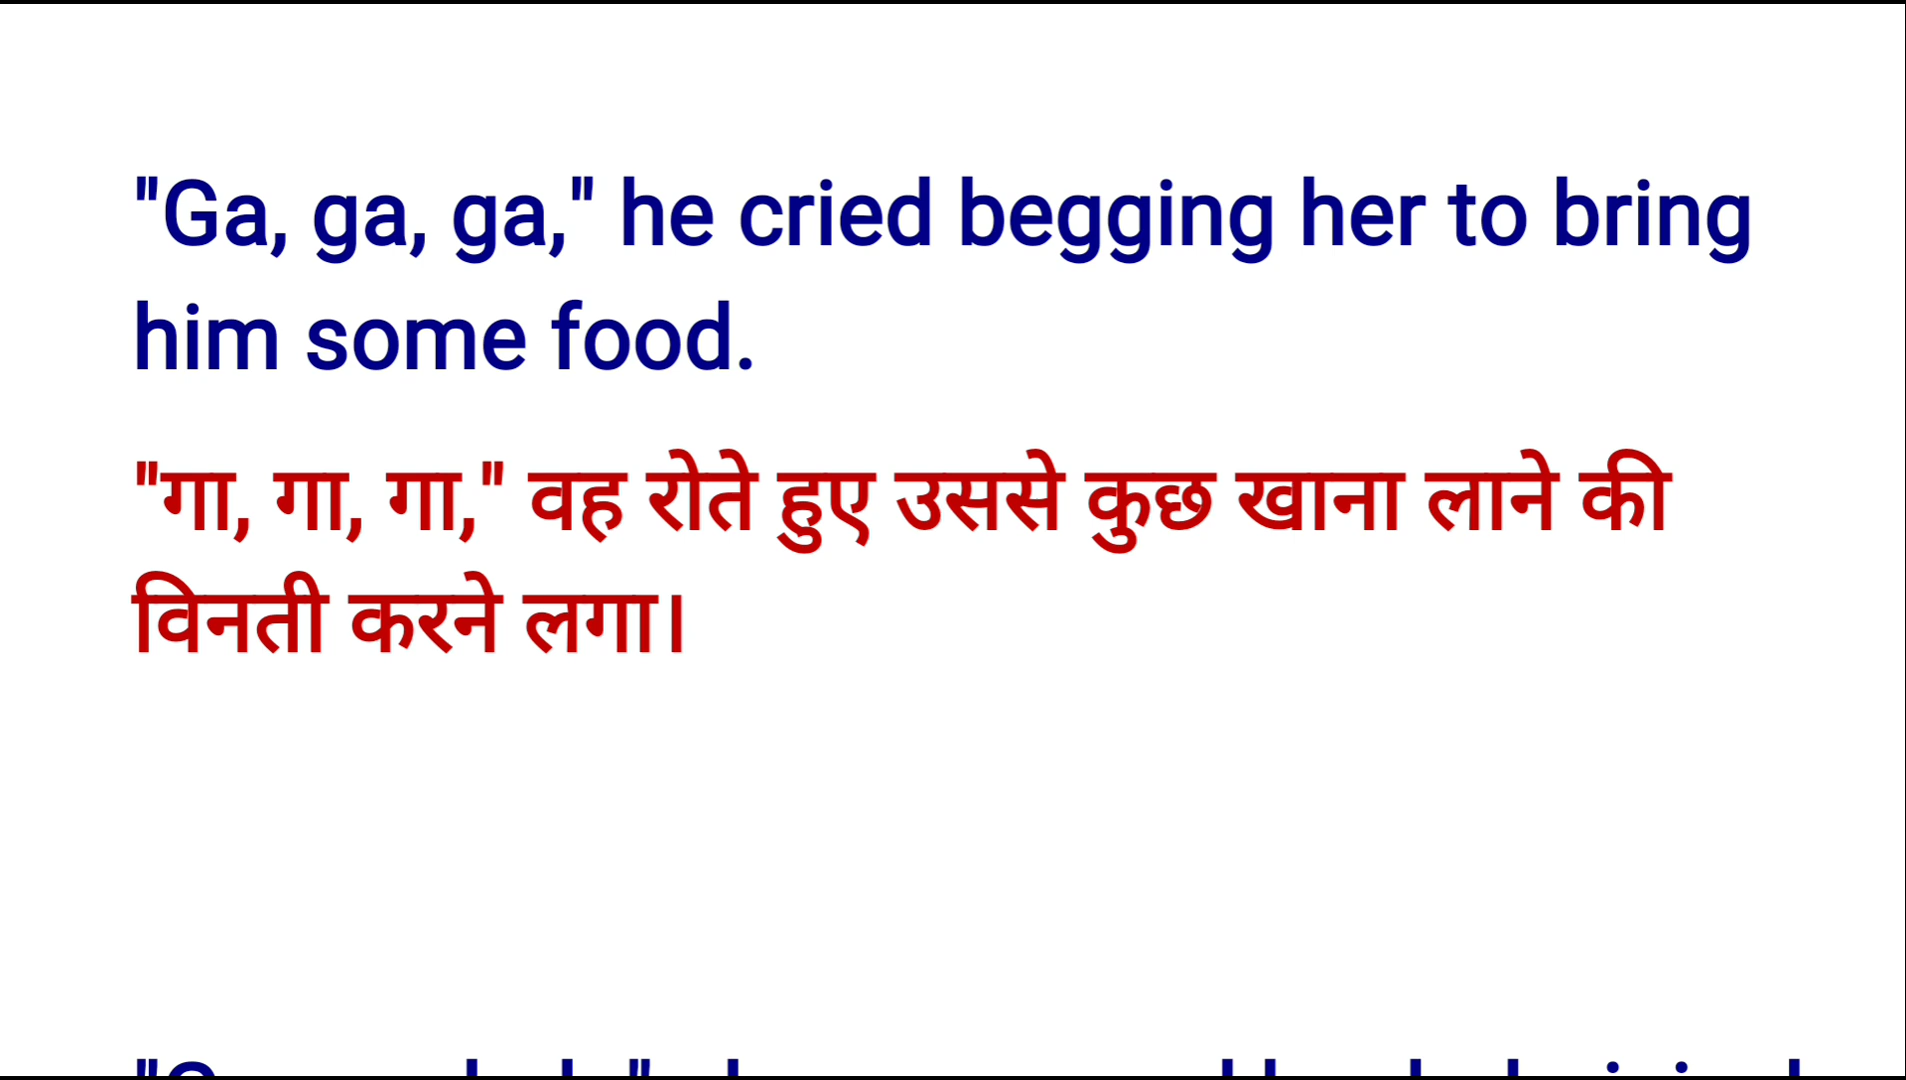 "Ga, ga, ga," he cried begging her to bring
him some food.
"गा, गा, गा," वह रोते हुए उससे कुछ खाना लाने की
विनती करने लगा।